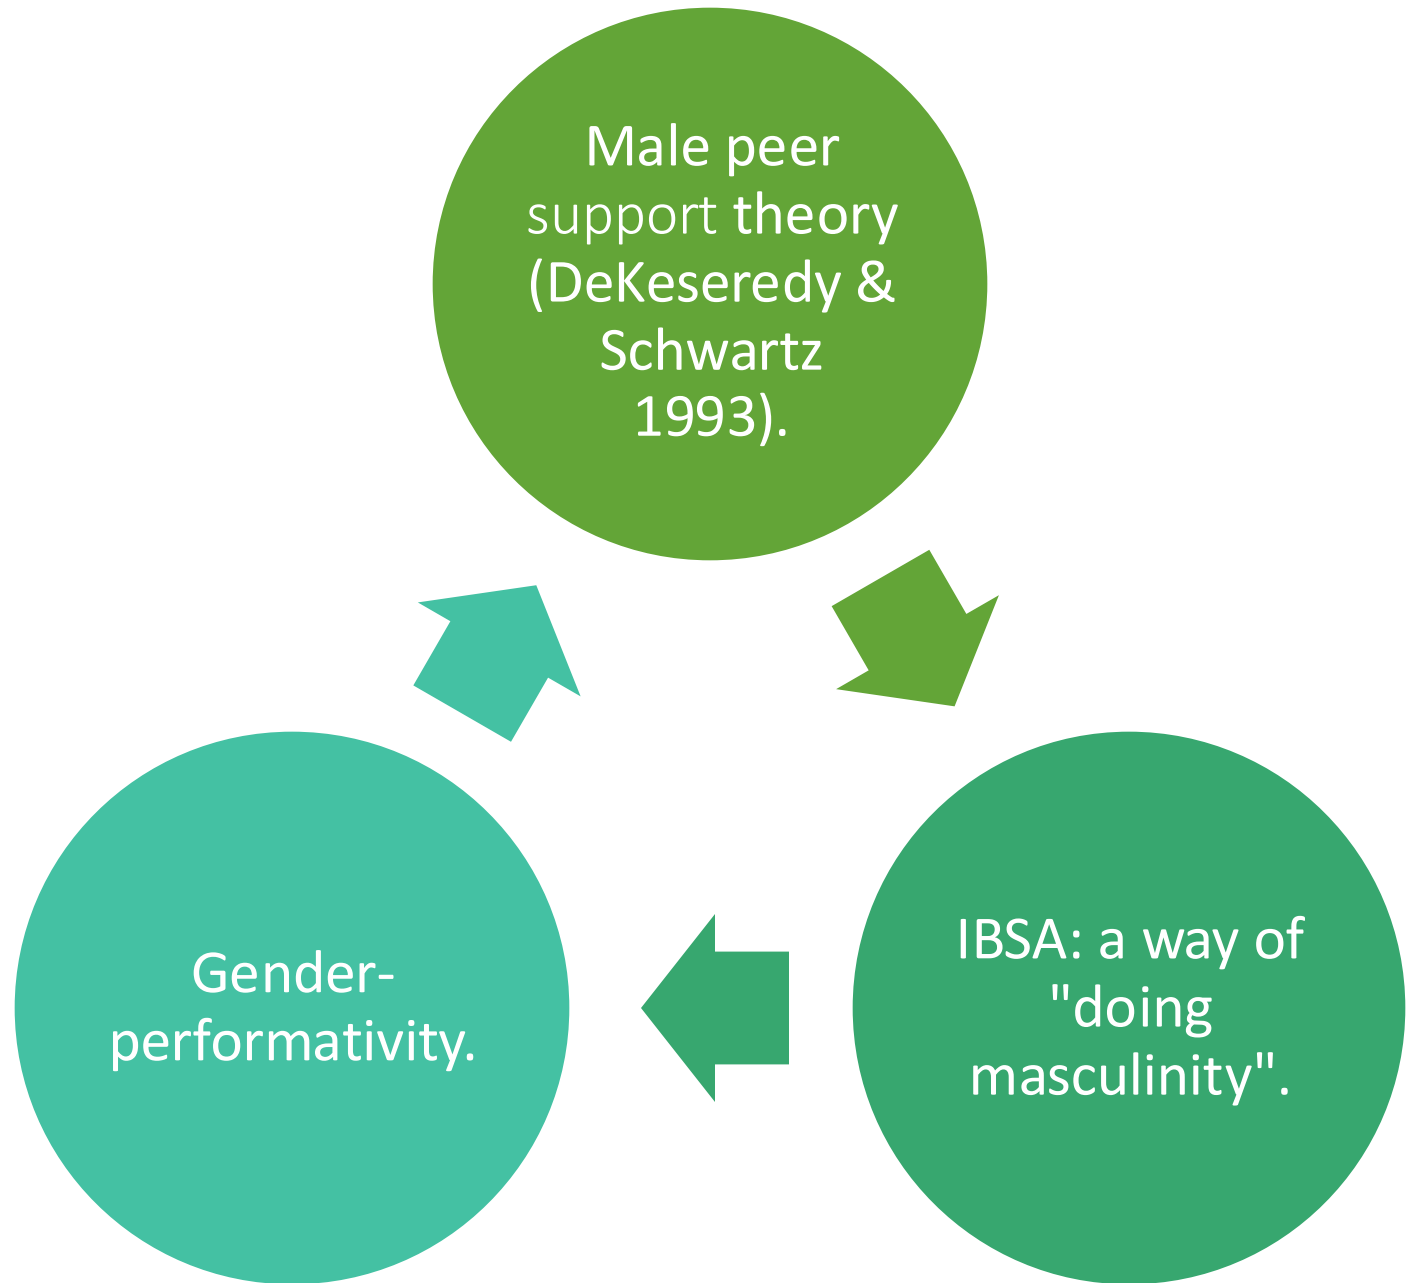 Male peer
support theory
(DeKeseredy &
Schwartz
1993).
IBSA: a way of
"doing
masculinity".
Gender-
performativity.